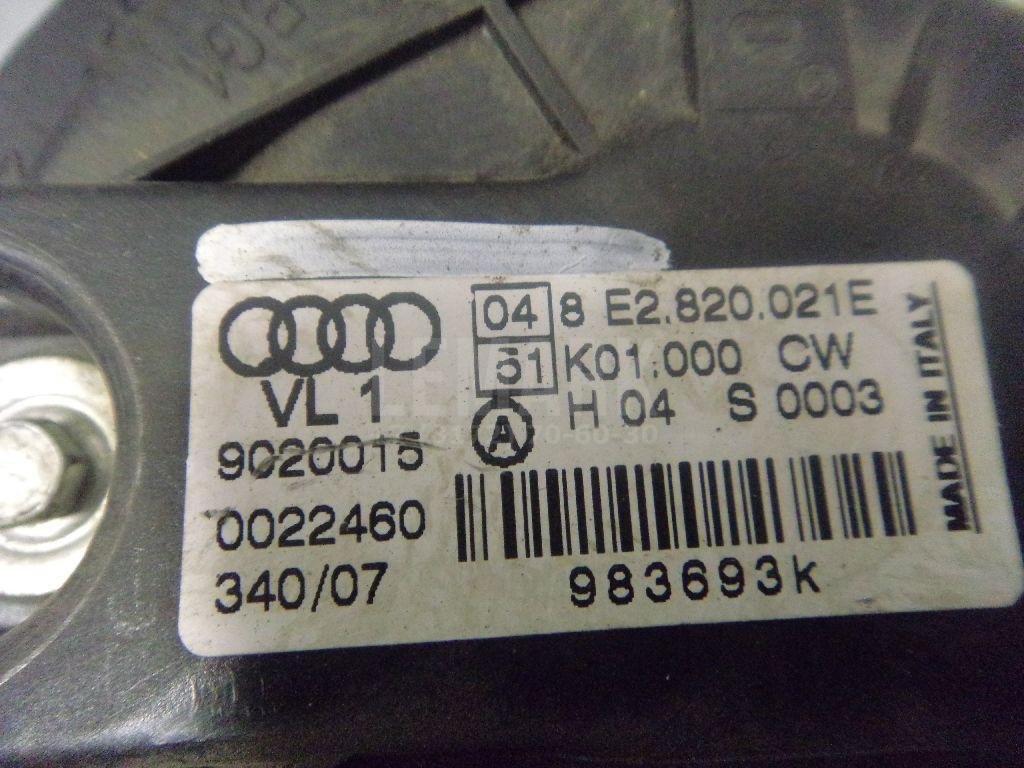 04 8 E2.820.021E
51 K01.000 CW
VL 1 A H 04 S 0003
9020015
0022460
340/07 983693k
MADE IN ITALY